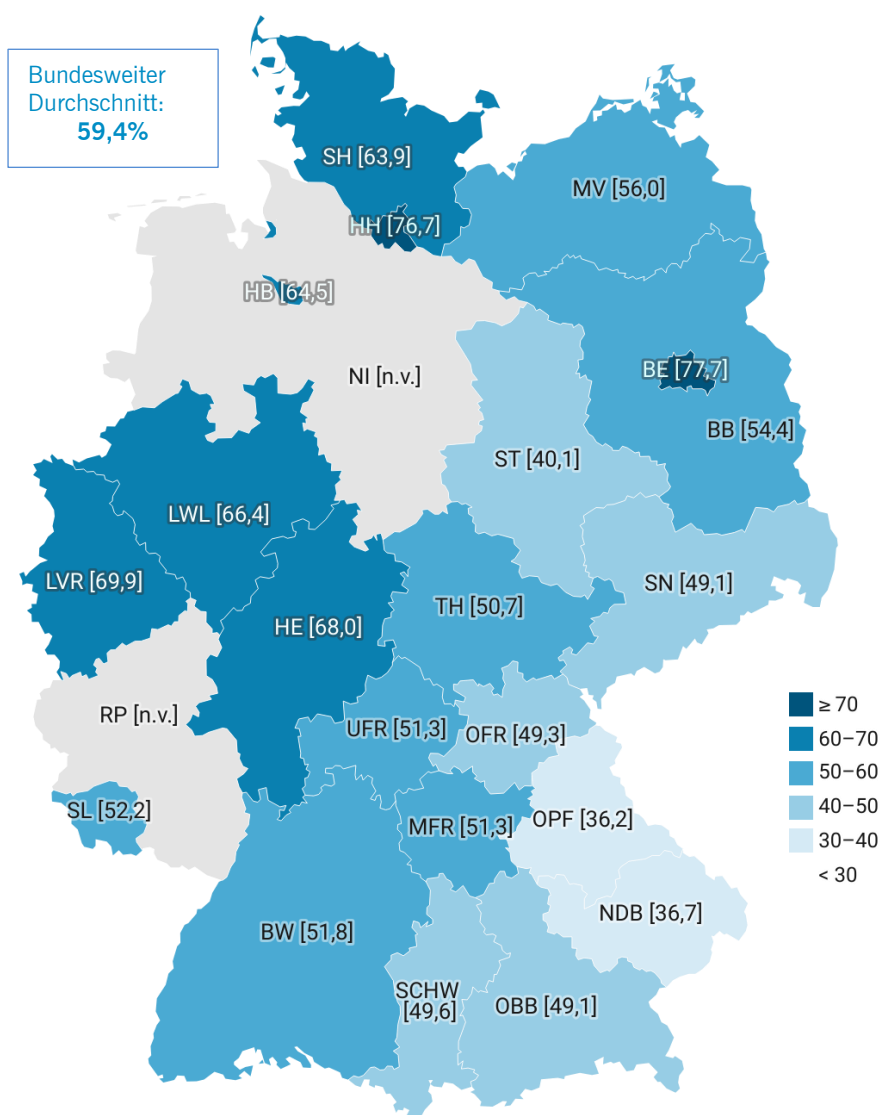 Bundesweiter
Durchschnitt:
59,4%
SH [63,9]
MV [56,0]
HH [76,7]
HB [64,5]
NI [n.v.]
BE [77,7]
BB [54,4]
ST [40,1]
LWL [66,4]
LVR [69,9]
SN [49,1]
TH [50,7]
HE [68,0]
RP [n.v.]
UFR [51,3]
OFR [49,3]
SL [52,2]
MFR [51,3]
OPF [36,2]
NDB [36,7]
BW [51,8]
SCHW
[49,6]
OBB [49,1]
≥ 70
60–70
50–60
40–50
30–40
< 30